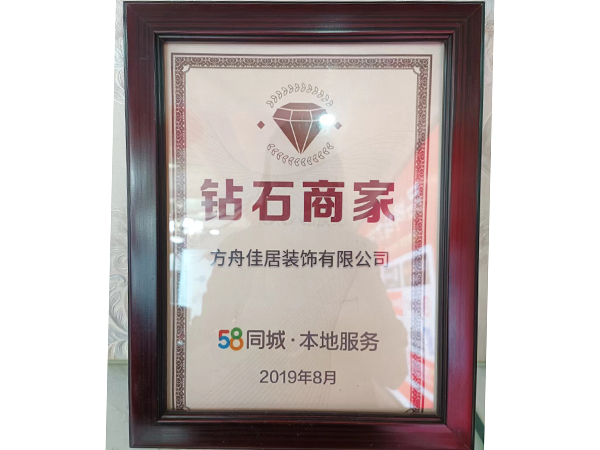 钻石商家
方舟佳居装饰有限公司
58同城·本地服务
2019年8月